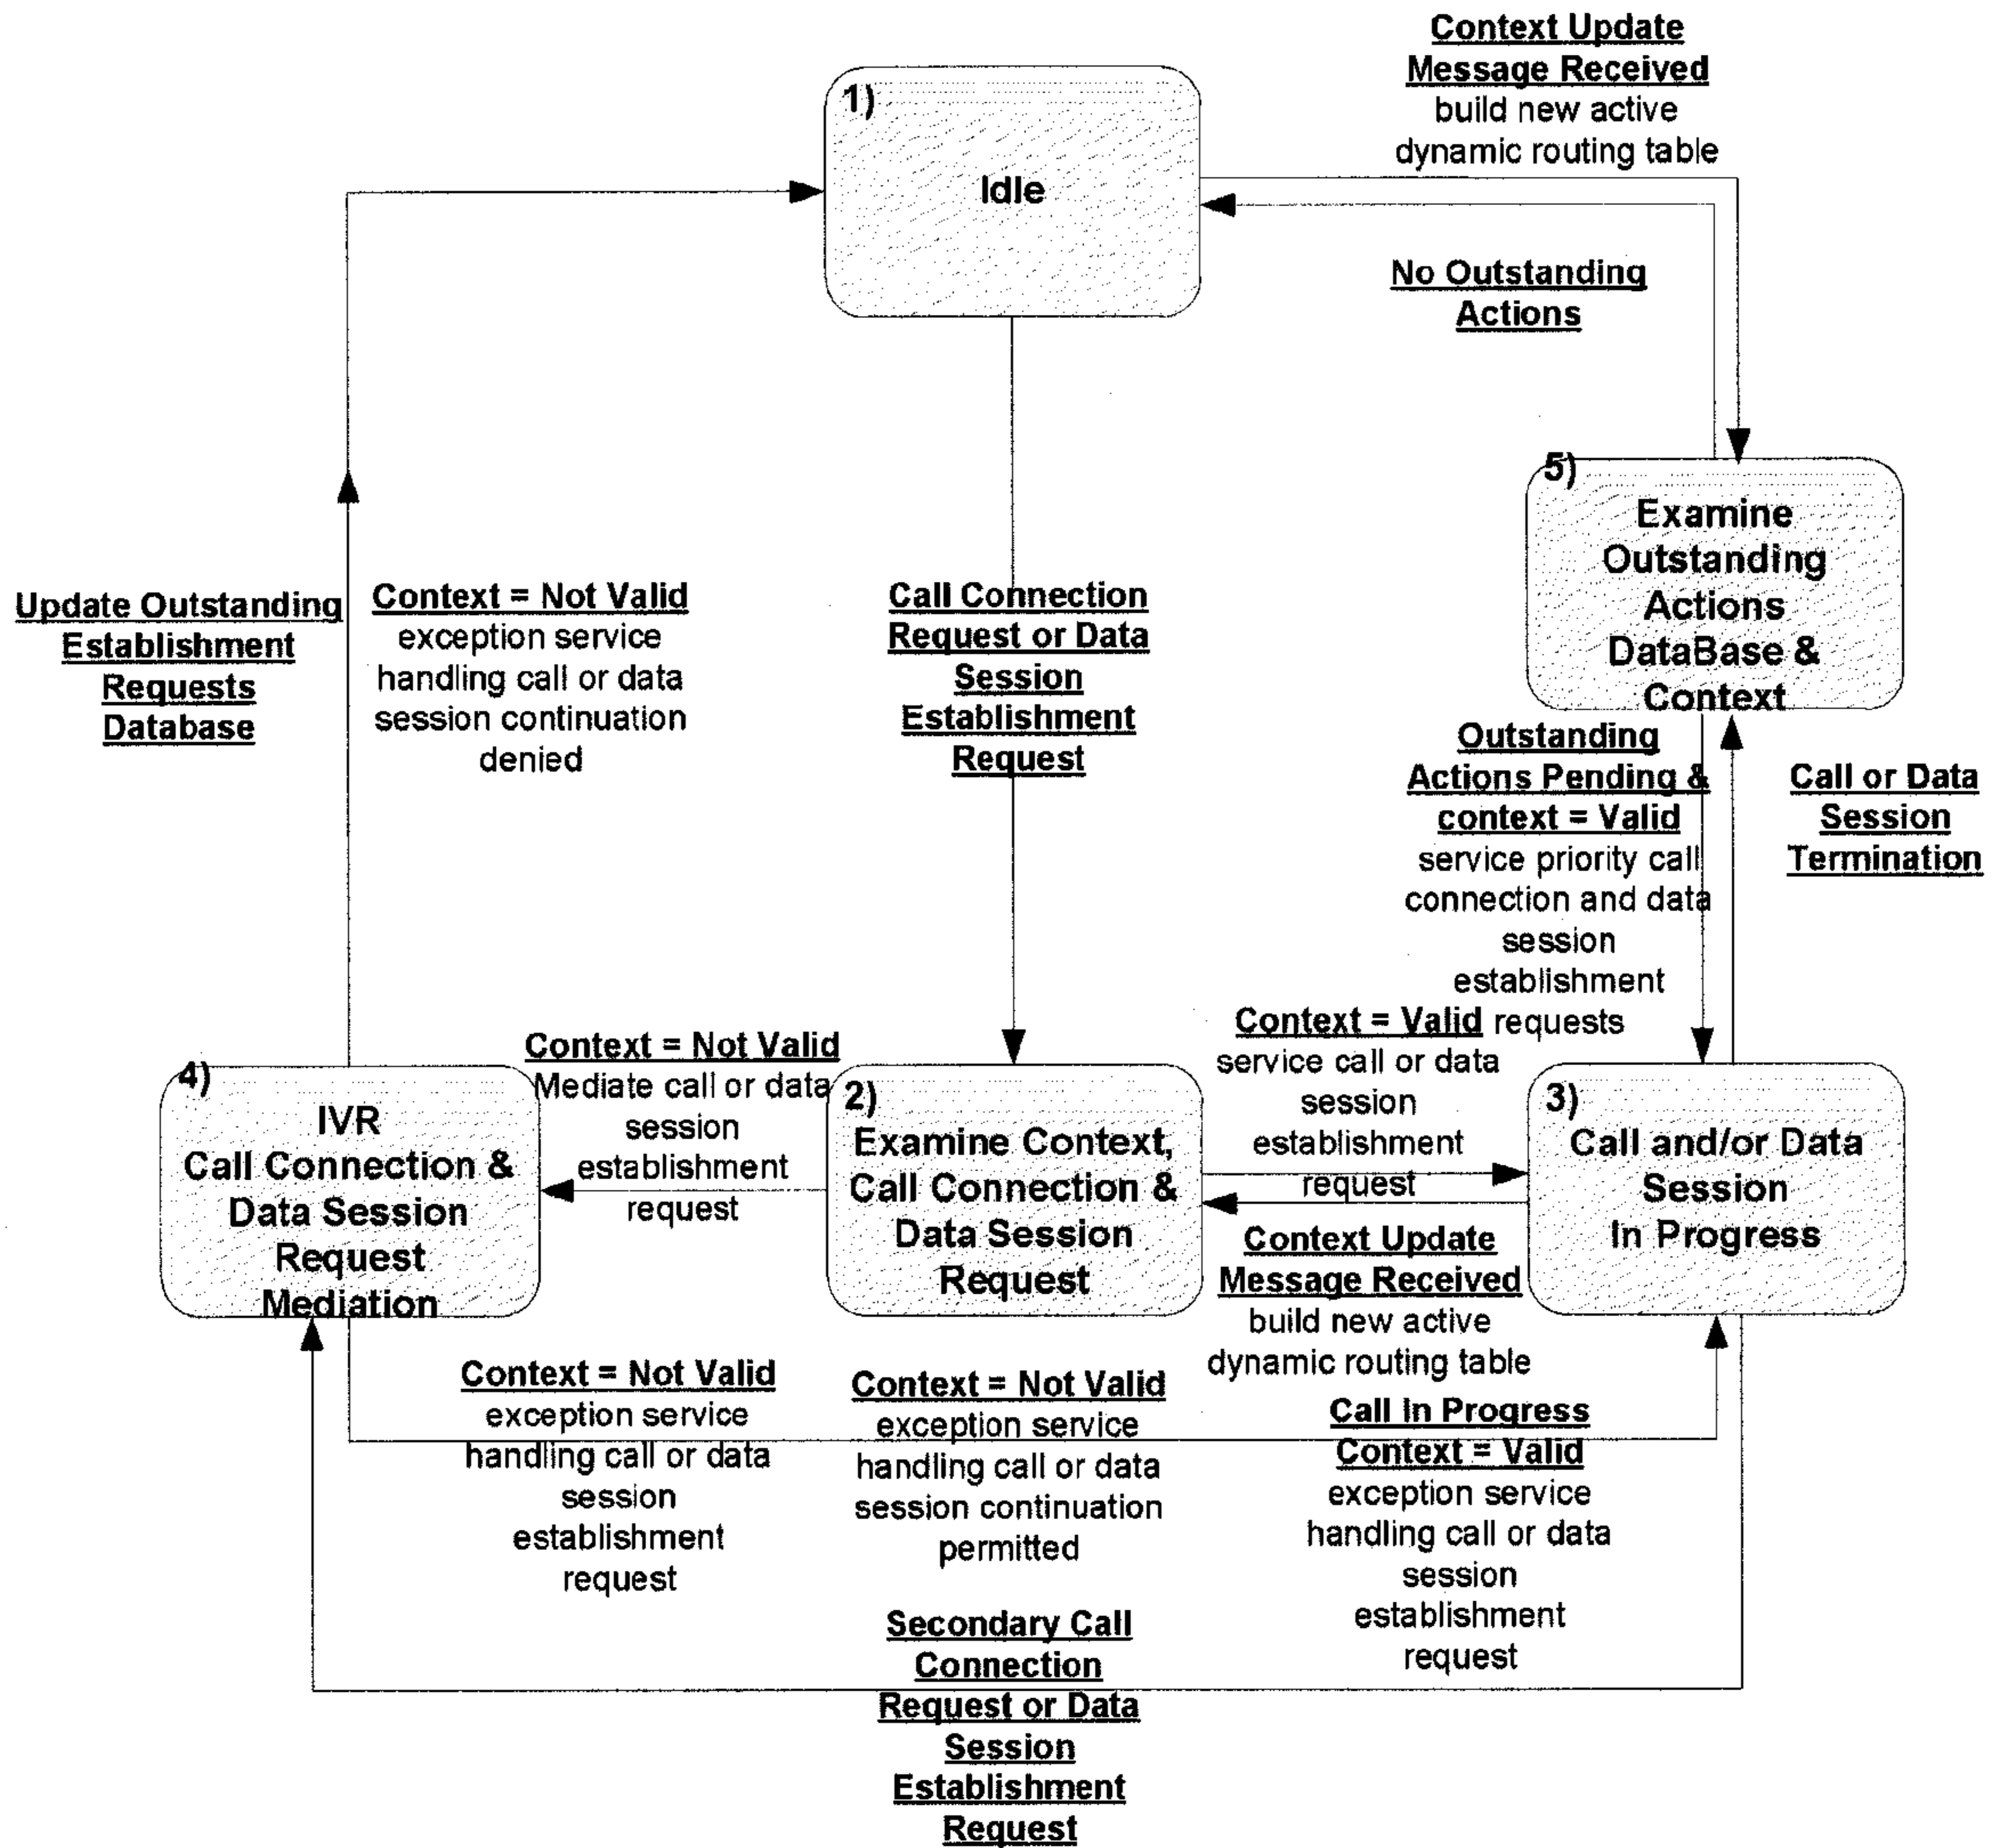 Context Update
Message Received
build new active
dynamic routing table
1)
Idle
No Outstanding
Actions
5)
Examine
Outstanding
Actions
DataBase &
Context
Update Outstanding
Establishment
Requests
Database
Context = Not Valid
exception service
handling call or data
session continuation
denied
Call Connection
Request or Data
Session
Establishment
Request
Outstanding
Actions Pending &
context = Valid
service priority call
connection and data
session
establishment
requests
Call or Data
Session
Termination
4)
IVR
Call Connection &
Data Session
Request
Mediation
Context = Not Valid
Mediate call or data
session
establishment
request
2)
Examine Context,
Call Connection &
Data Session
Request
Context = Valid
service call or data
session
establishment
request
3)
Call and/or Data
Session
In Progress
Context Update
Message Received
build new active
dynamic routing table
Context = Not Valid
exception service
handling call or data
session
establishment
request
Context = Not Valid
exception service
handling call or data
session continuation
permitted
Call In Progress
Context = Valid
exception service
handling call or data
session
establishment
request
Secondary Call
Connection
Request or Data
Session
Establishment
Request